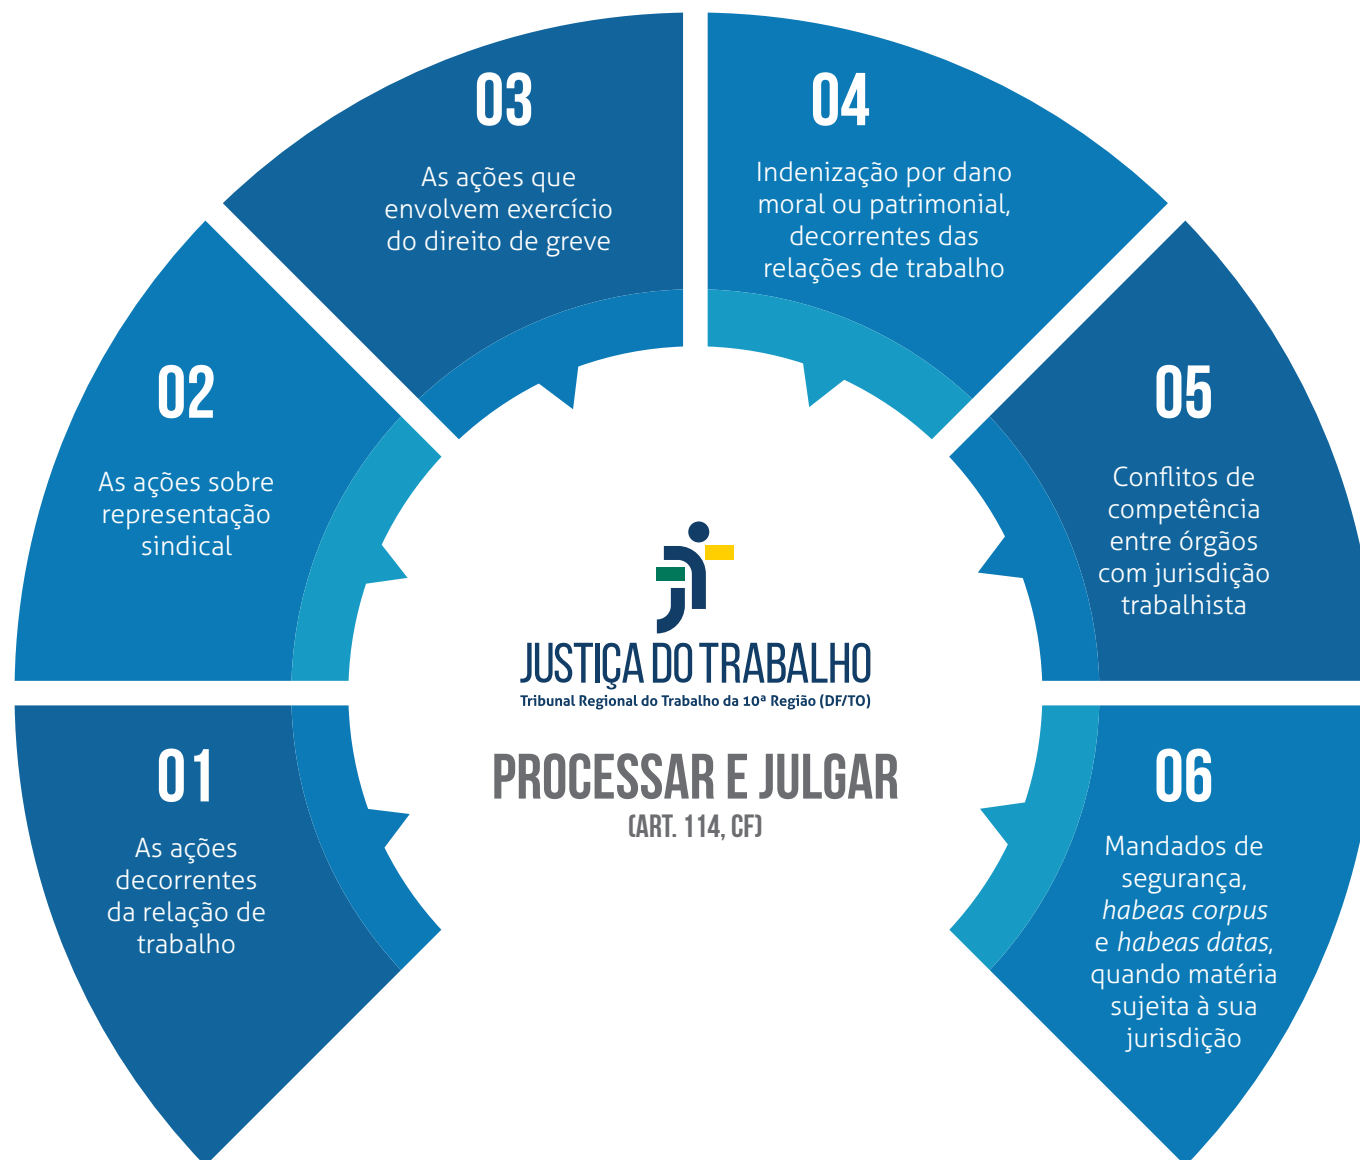 03
As ações que
envolvem exercício
do direito de greve
04
Indenização por dano
moral ou patrimonial,
decorrentes das
relações de trabalho
02
As ações sobre
representação
sindical
05
Conflitos de
competência
entre órgãos
com jurisdição
trabalhista
JUSTIÇA DO TRABALHO
Tribunal Regional do Trabalho da 10ª Região (DF/TO)
PROCESSAR E JULGAR
(ART. 114, CF)
01
As ações
decorrentes
da relação de
trabalho
06
Mandados de
segurança,
habeas corpus
e habeas datas,
quando matéria
sujeita à sua
jurisdição